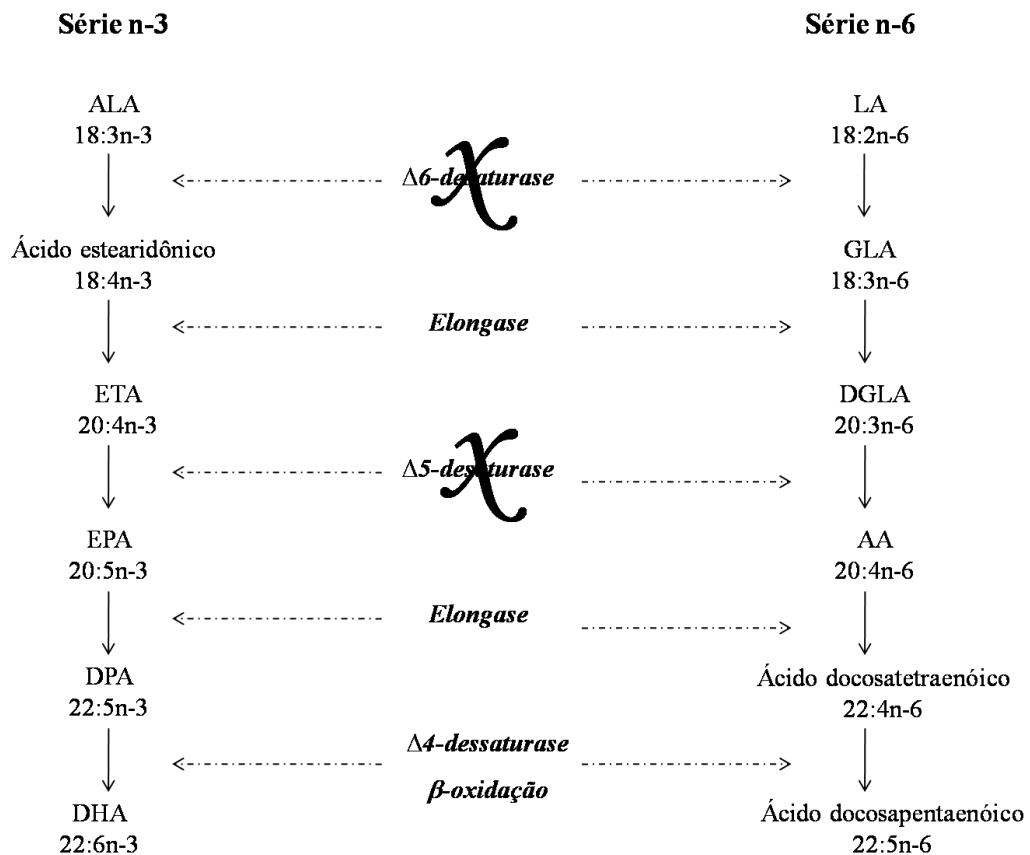 Série n-3
Série n-6
ALA
18:3n-3
LA
18:2n-6
Δ6-desaturase
Ácido estearidônico
18:4n-3
GLA
18:3n-6
Elongase
ETA
20:4n-3
DGLA
20:3n-6
Δ5-dessaturase
EPA
20:5n-3
AA
20:4n-6
Elongase
DPA
22:5n-3
Ácido docosatetraenóico
22:4n-6
Δ4-dessaturase
β-oxidação
DHA
22:6n-3
Ácido docosapentaenóico
22:5n-6